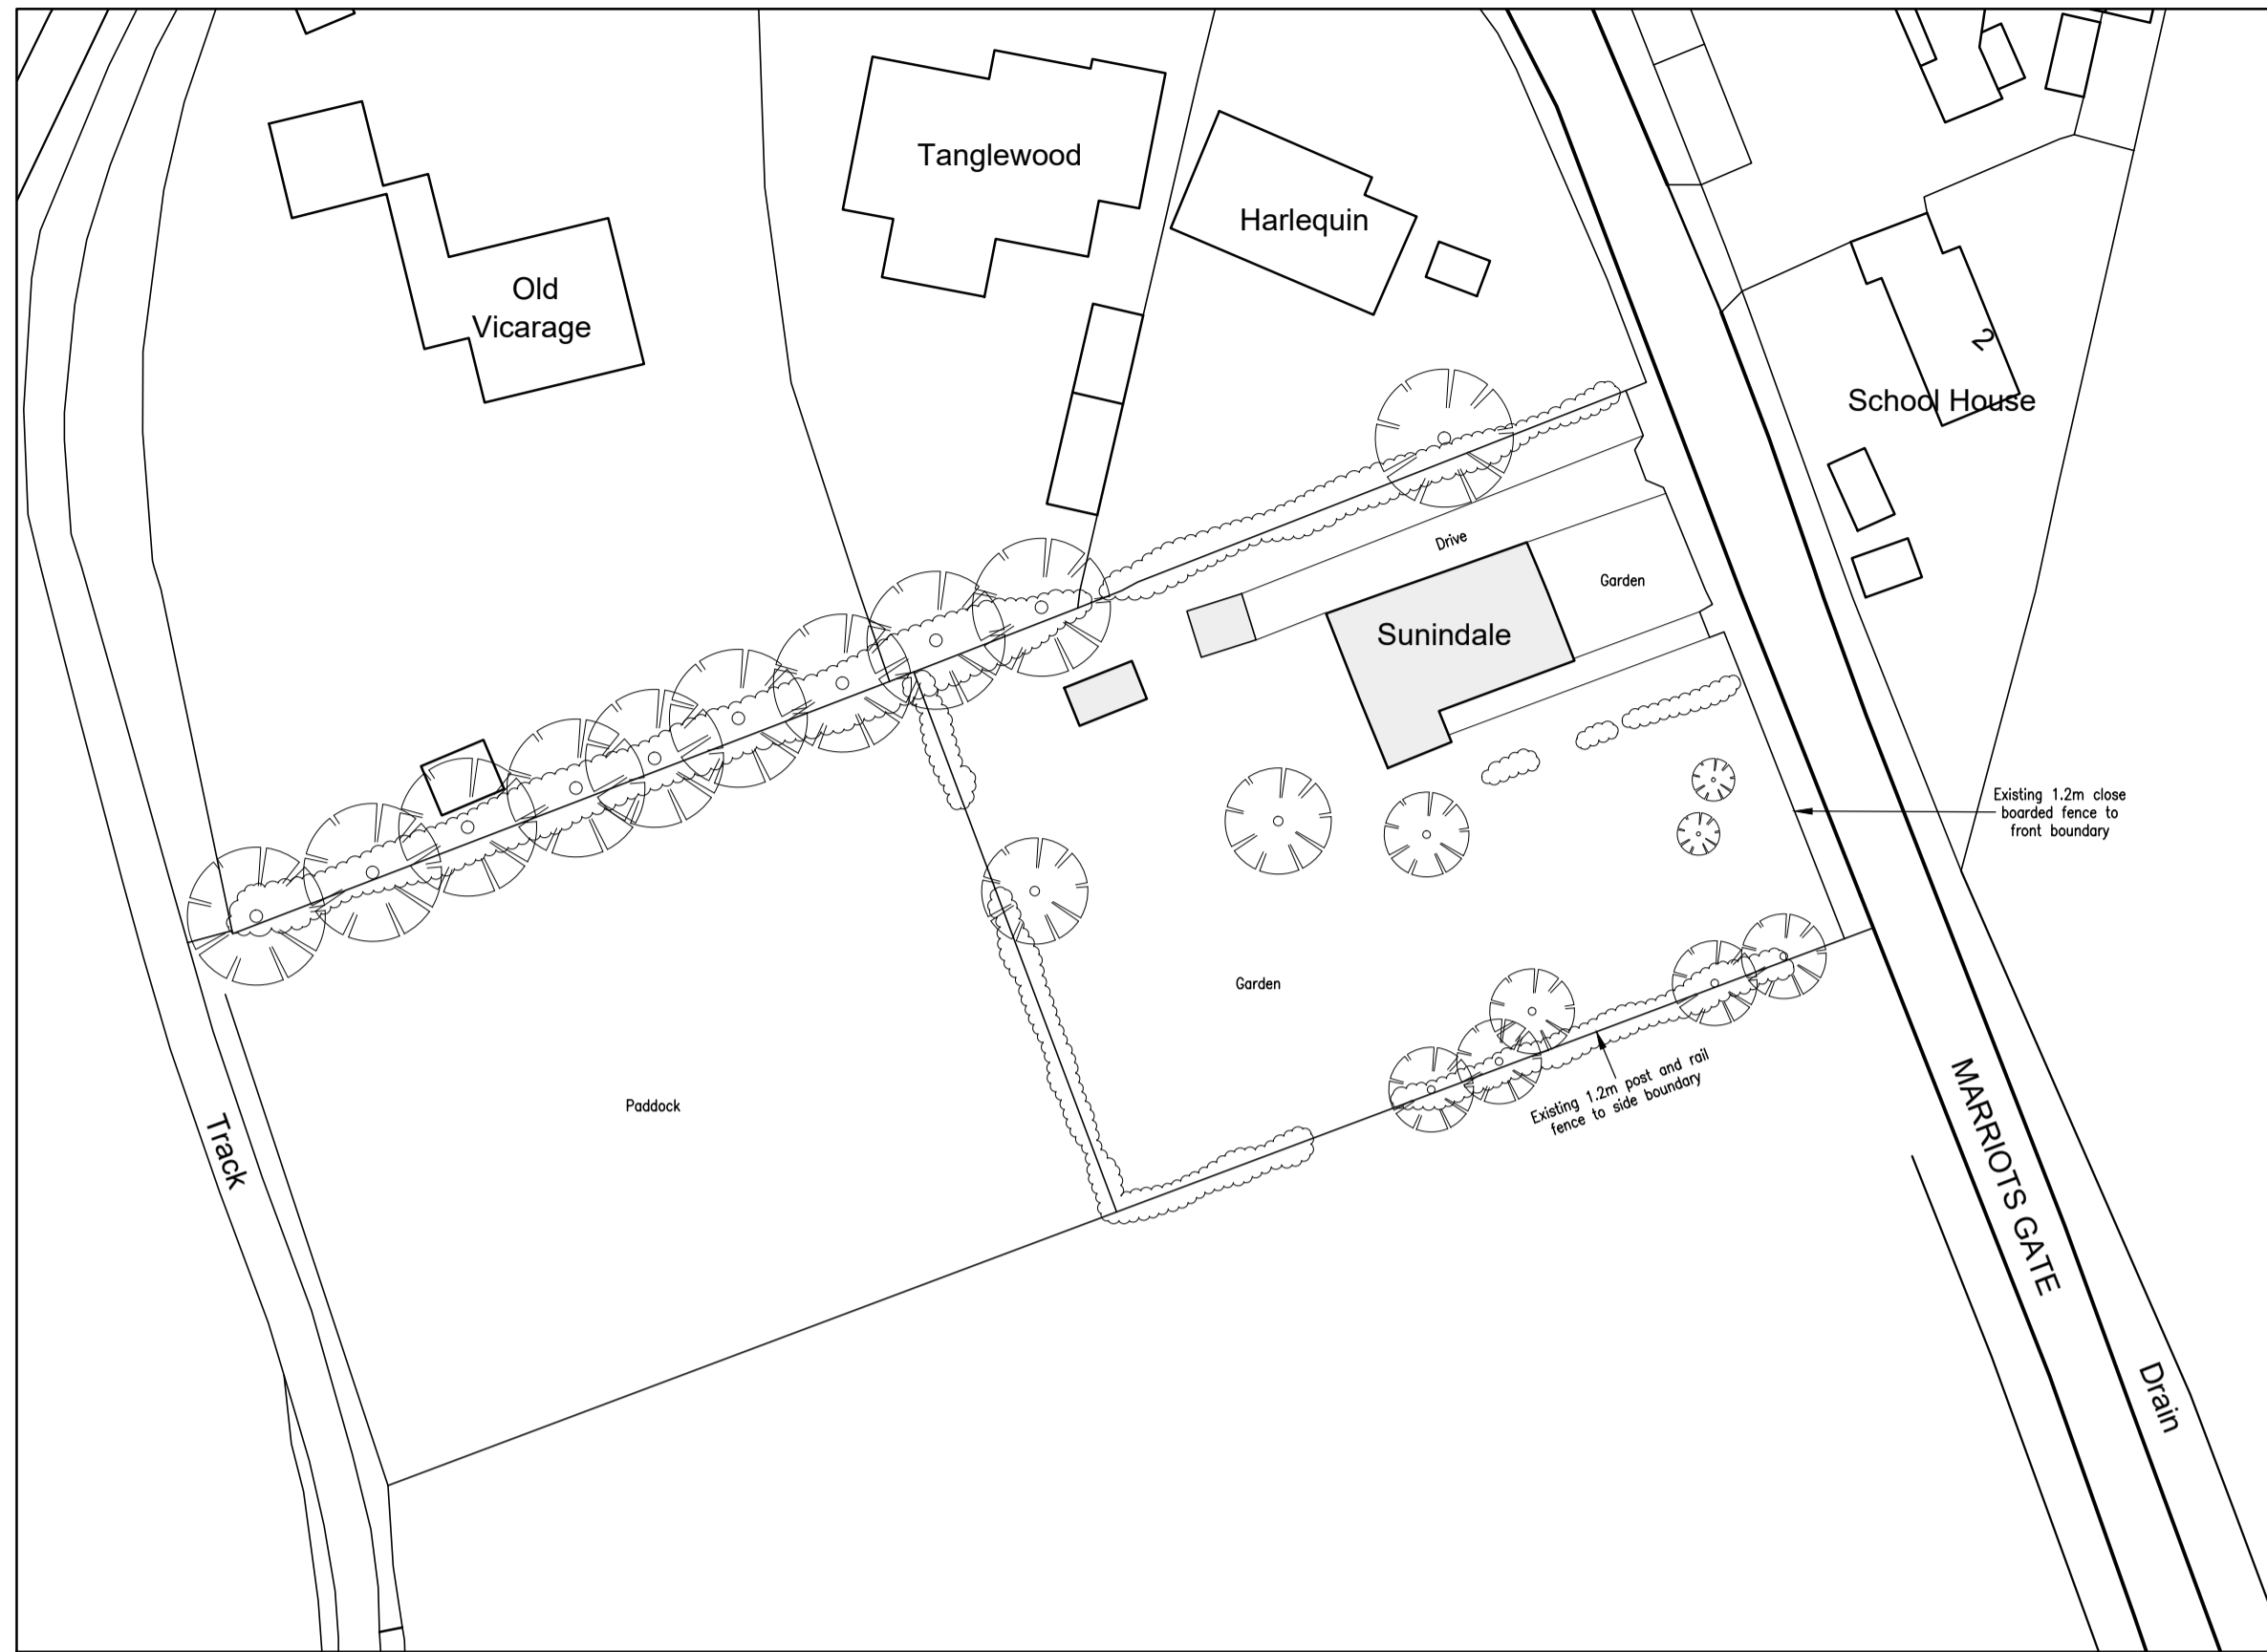 Tanglewood
Harlequin
Old
Vicarage
2
School House
Drive
Garden
Sunindale
Existing 1.2m close
boarded fence to
front boundary
Garden
Existing 1.2m post and rail
fence to side boundary
Paddock
Track
MARRIOTS GATE
Drain